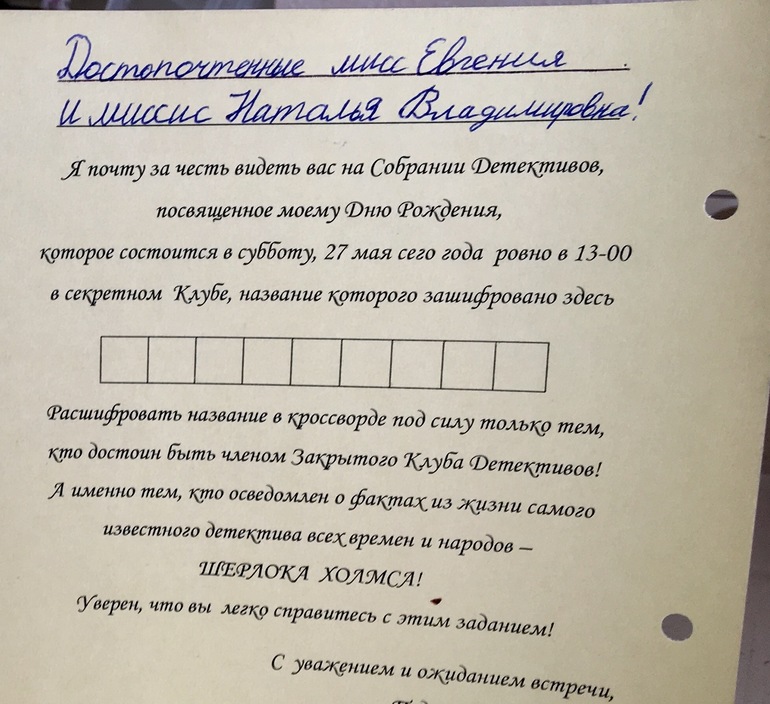 Достопочтенные мисс Евгения
и миссис Наталья Владимировна!
Я почту за честь видеть вас на Собрании Детективов,
посвященное моему Дню Рождения,
которое состоится в субботу, 27 мая сего года ровно в 13-00
в секретном Клубе, название которого зашифровано здесь
Расшифровать название в кроссворде под силу только тем,
кто достоин быть членом Закрытого Клуба Детективов!
А именно тем, кто осведомлен о фактах из жизни самого
известного детектива всех времен и народов –
ШЕРЛОКА ХОЛМСА!
Уверен, что вы легко справитесь с этим заданием!
С уважением и ожиданием встречи,